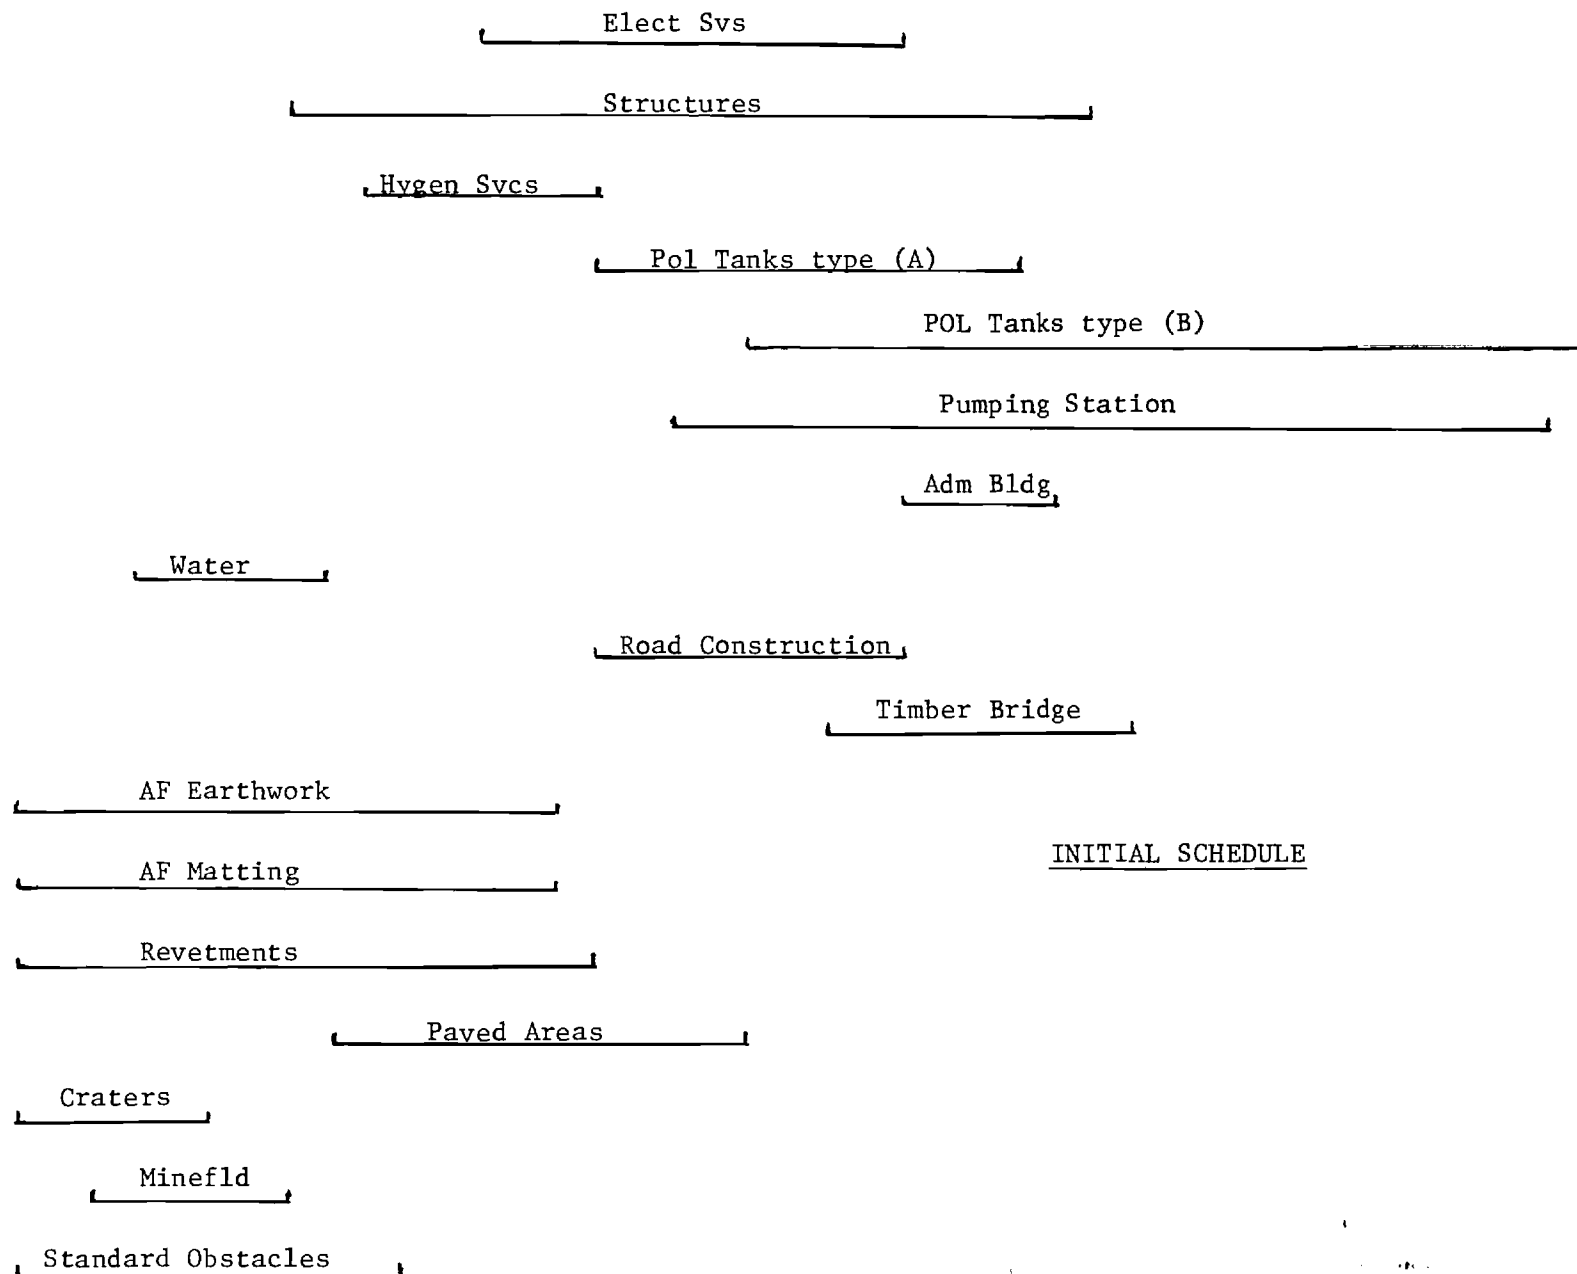 Elect Svs
Structures
Hygen Svcs
Pol Tanks type (A)
POL Tanks type (B)
Pumping Station
Adm Bldg
Water
Road Construction
Timber Bridge
AF Earthwork
INITIAL SCHEDULE
AF Matting
Revetments
Paved Areas
Craters
Minefld
Standard Obstacles